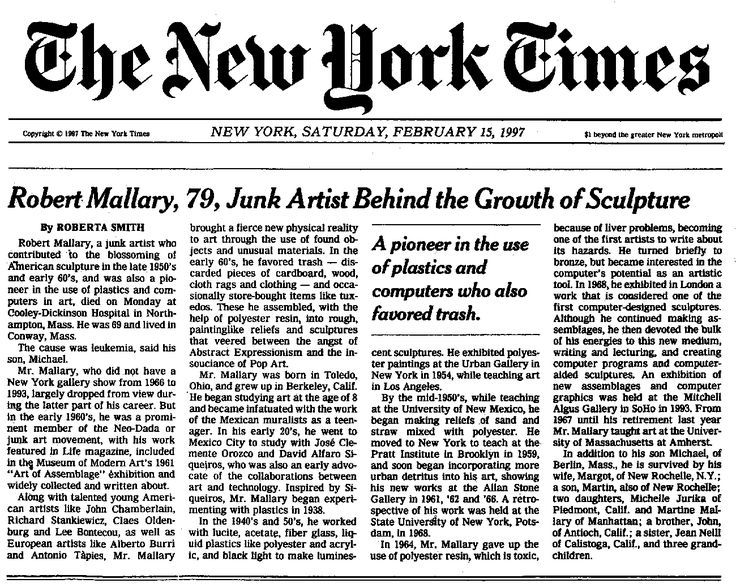 The New York Times
Copyright © 1997 The New York Times
NEW YORK, SATURDAY, FEBRUARY 15, 1997
$1 beyond the greater New York metropoli
Robert Mallary, 79, Junk Artist Behind the Growth of Sculpture
By ROBERTA SMITH
Robert Mallary, a junk artist who
contributed to the blossoming of
American sculpture in the late 1950's
and early 60's, and was also a pio-
neer in the use of plastics and com-
puters in art, died on Monday at
Cooley-Dickinson Hospital in North-
ampton, Mass. He was 69 and lived in
Conway, Mass.
The cause was leukemia, said his
son, Michael.
Mr. Mallary, who did not have a
New York gallery show from 1966 to
1993, largely dropped from view dur-
ing the latter part of his career. But
in the early 1960's, he was a promi-
nent member of the Neo-Dada or
junk art movement, with his work
featured in Life magazine, included
in the Museum of Modern Art's 1961
"Art of Assemblage" exhibition and
widely collected and written about.
Along with talented young Ameri-
can artists like John Chamberlain,
Richard Stankiewicz, Claes Olden-
burg and Lee Bontecou, as well as
European artists like Alberto Burri
and Antonio Tàpies, Mr. Mallary
brought a fierce new physical reality
to art through the use of found ob-
jects and unusual materials. In the
early 60's, he favored trash — dis-
carded pieces of cardboard, wood,
cloth rags and clothing — and occa-
sionally store-bought items like tux-
edos. These he assembled, with the
help of polyester resin, into rough,
paintinglike reliefs and sculptures
that veered between the angst of
Abstract Expressionism and the in-
souciance of Pop Art.
Mr. Mallary was born in Toledo,
Ohio, and grew up in Berkeley, Calif.
He began studying art at the age of 8
and became infatuated with the work
of the Mexican muralists as a teen-
ager. In his early 20's, he went to
Mexico City to study with José Cle-
mente Orozco and David Alfaro Si-
queiros, who was also an early advo-
cate of the collaborations between
art and technology. Inspired by Si-
queiros, Mr. Mallary began experi-
menting with plastics in 1938.
In the 1940's and 50's, he worked
with lucite, acetate, fiber glass, liq-
uid plastics like polyester and acryl-
ic, and black light to make lumines-
A pioneer in the use
of plastics and
computers who also
favored trash.
cent sculptures. He exhibited polyes-
ter paintings at the Urban Gallery in
New York in 1954, while teaching art
in Los Angeles.
By the mid-1950's, while teaching
at the University of New Mexico, he
began making reliefs of sand and
straw mixed with polyester. He
moved to New York to teach at the
Pratt Institute in Brooklyn in 1959,
and soon began incorporating more
urban detritus into his art, showing
his new works at the Allan Stone
Gallery in 1961, '62 and '66. A retro-
spective of his work was held at the
State University of New York, Pots-
dam, in 1968.
In 1964, Mr. Mallary gave up the
use of polyester resin, which is toxic,
because of liver problems, becoming
one of the first artists to write about
its hazards. He turned briefly to
bronze, but became interested in the
computer's potential as an artistic
tool. In 1968, he exhibited in London a
work that is considered one of the
first computer-designed sculptures.
Although he continued making as-
semblages, he then devoted the bulk
of his energies to this new medium,
writing and lecturing, and creating
computer programs and computer-
aided sculptures. An exhibition of
new assemblages and computer
graphics was held at the Mitchell
Algus Gallery in SoHo in 1993. From
1967 until his retirement last year
Mr. Mallary taught art at the Univer-
sity of Massachusetts at Amherst.
In addition to his son Michael, of
Berlin, Mass., he is survived by his
wife, Margot, of New Rochelle, N.Y.;
a son, Martin, also of New Rochelle;
two daughters, Michelle Jurika of
Piedmont, Calif. and Martine Mal-
lary of Manhattan; a brother, John,
of Antioch, Calif.; a sister, Jean Neill
of Calistoga, Calif., and three grand-
children.